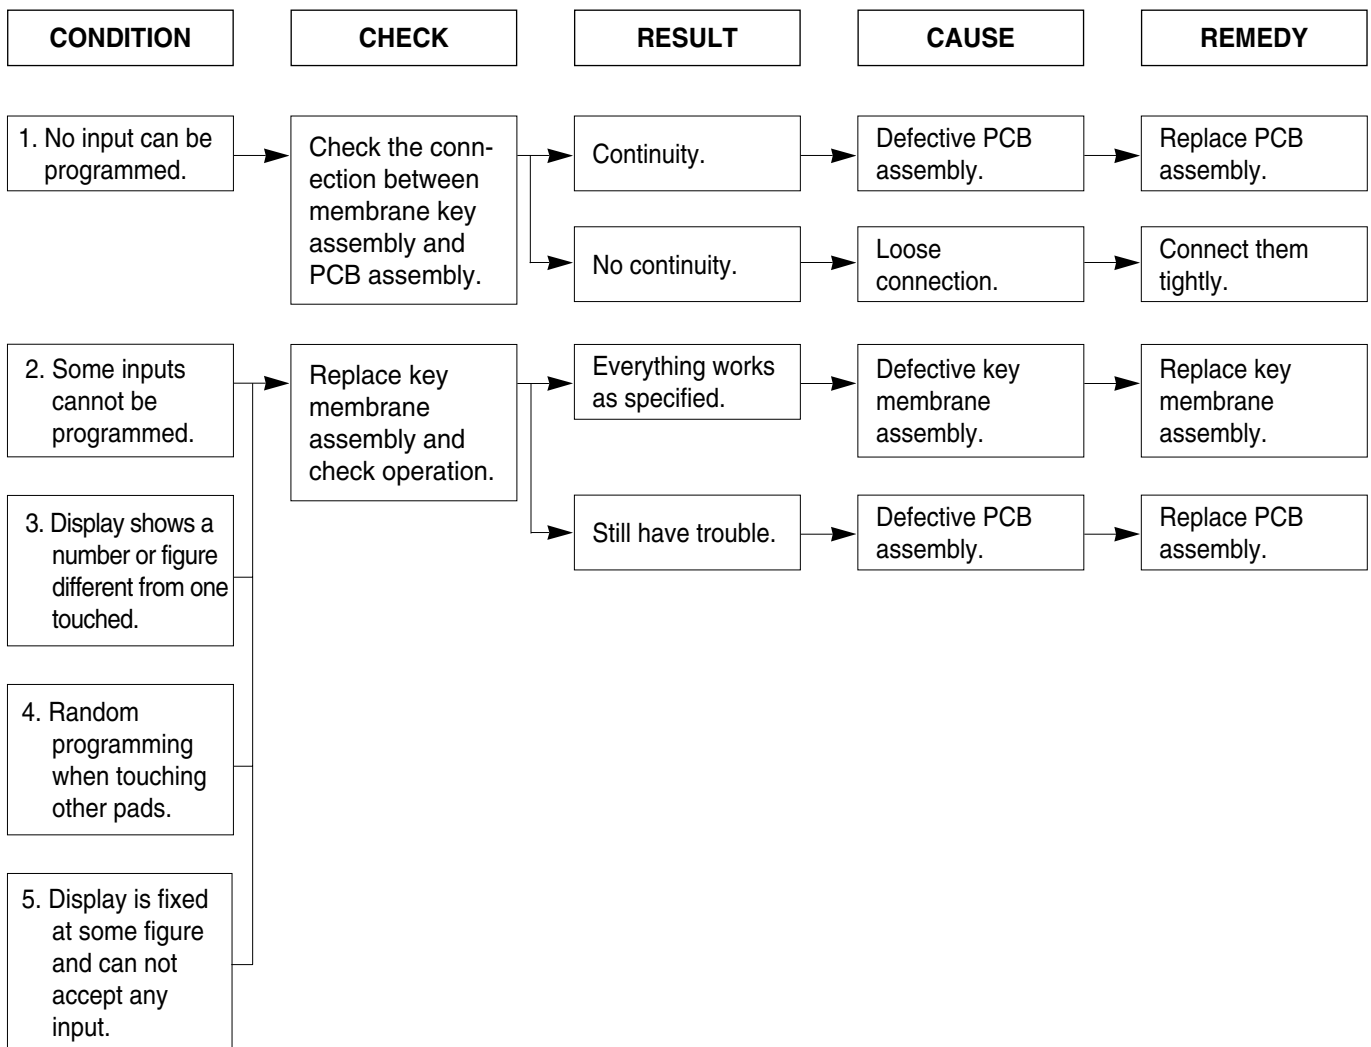 CONDITION
CHECK
RESULT
CAUSE
REMEDY
1. No input can be
programmed.
Check the conn-
ection between
membrane key
assembly and
PCB assembly.
Continuity.
Defective PCB
assembly.
Replace PCB
assembly.
No continuity.
Loose
connection.
Connect them
tightly.
2. Some inputs
cannot be
programmed.
Replace key
membrane
assembly and
check operation.
Everything works
as specified.
Defective key
membrane
assembly.
Replace key
membrane
assembly.
Still have trouble.
Defective PCB
assembly.
Replace PCB
assembly.
3. Display shows a
number or figure
different from one
touched.
4. Random
programming
when touching
other pads.
5. Display is fixed
at some figure
and can not
accept any
input.